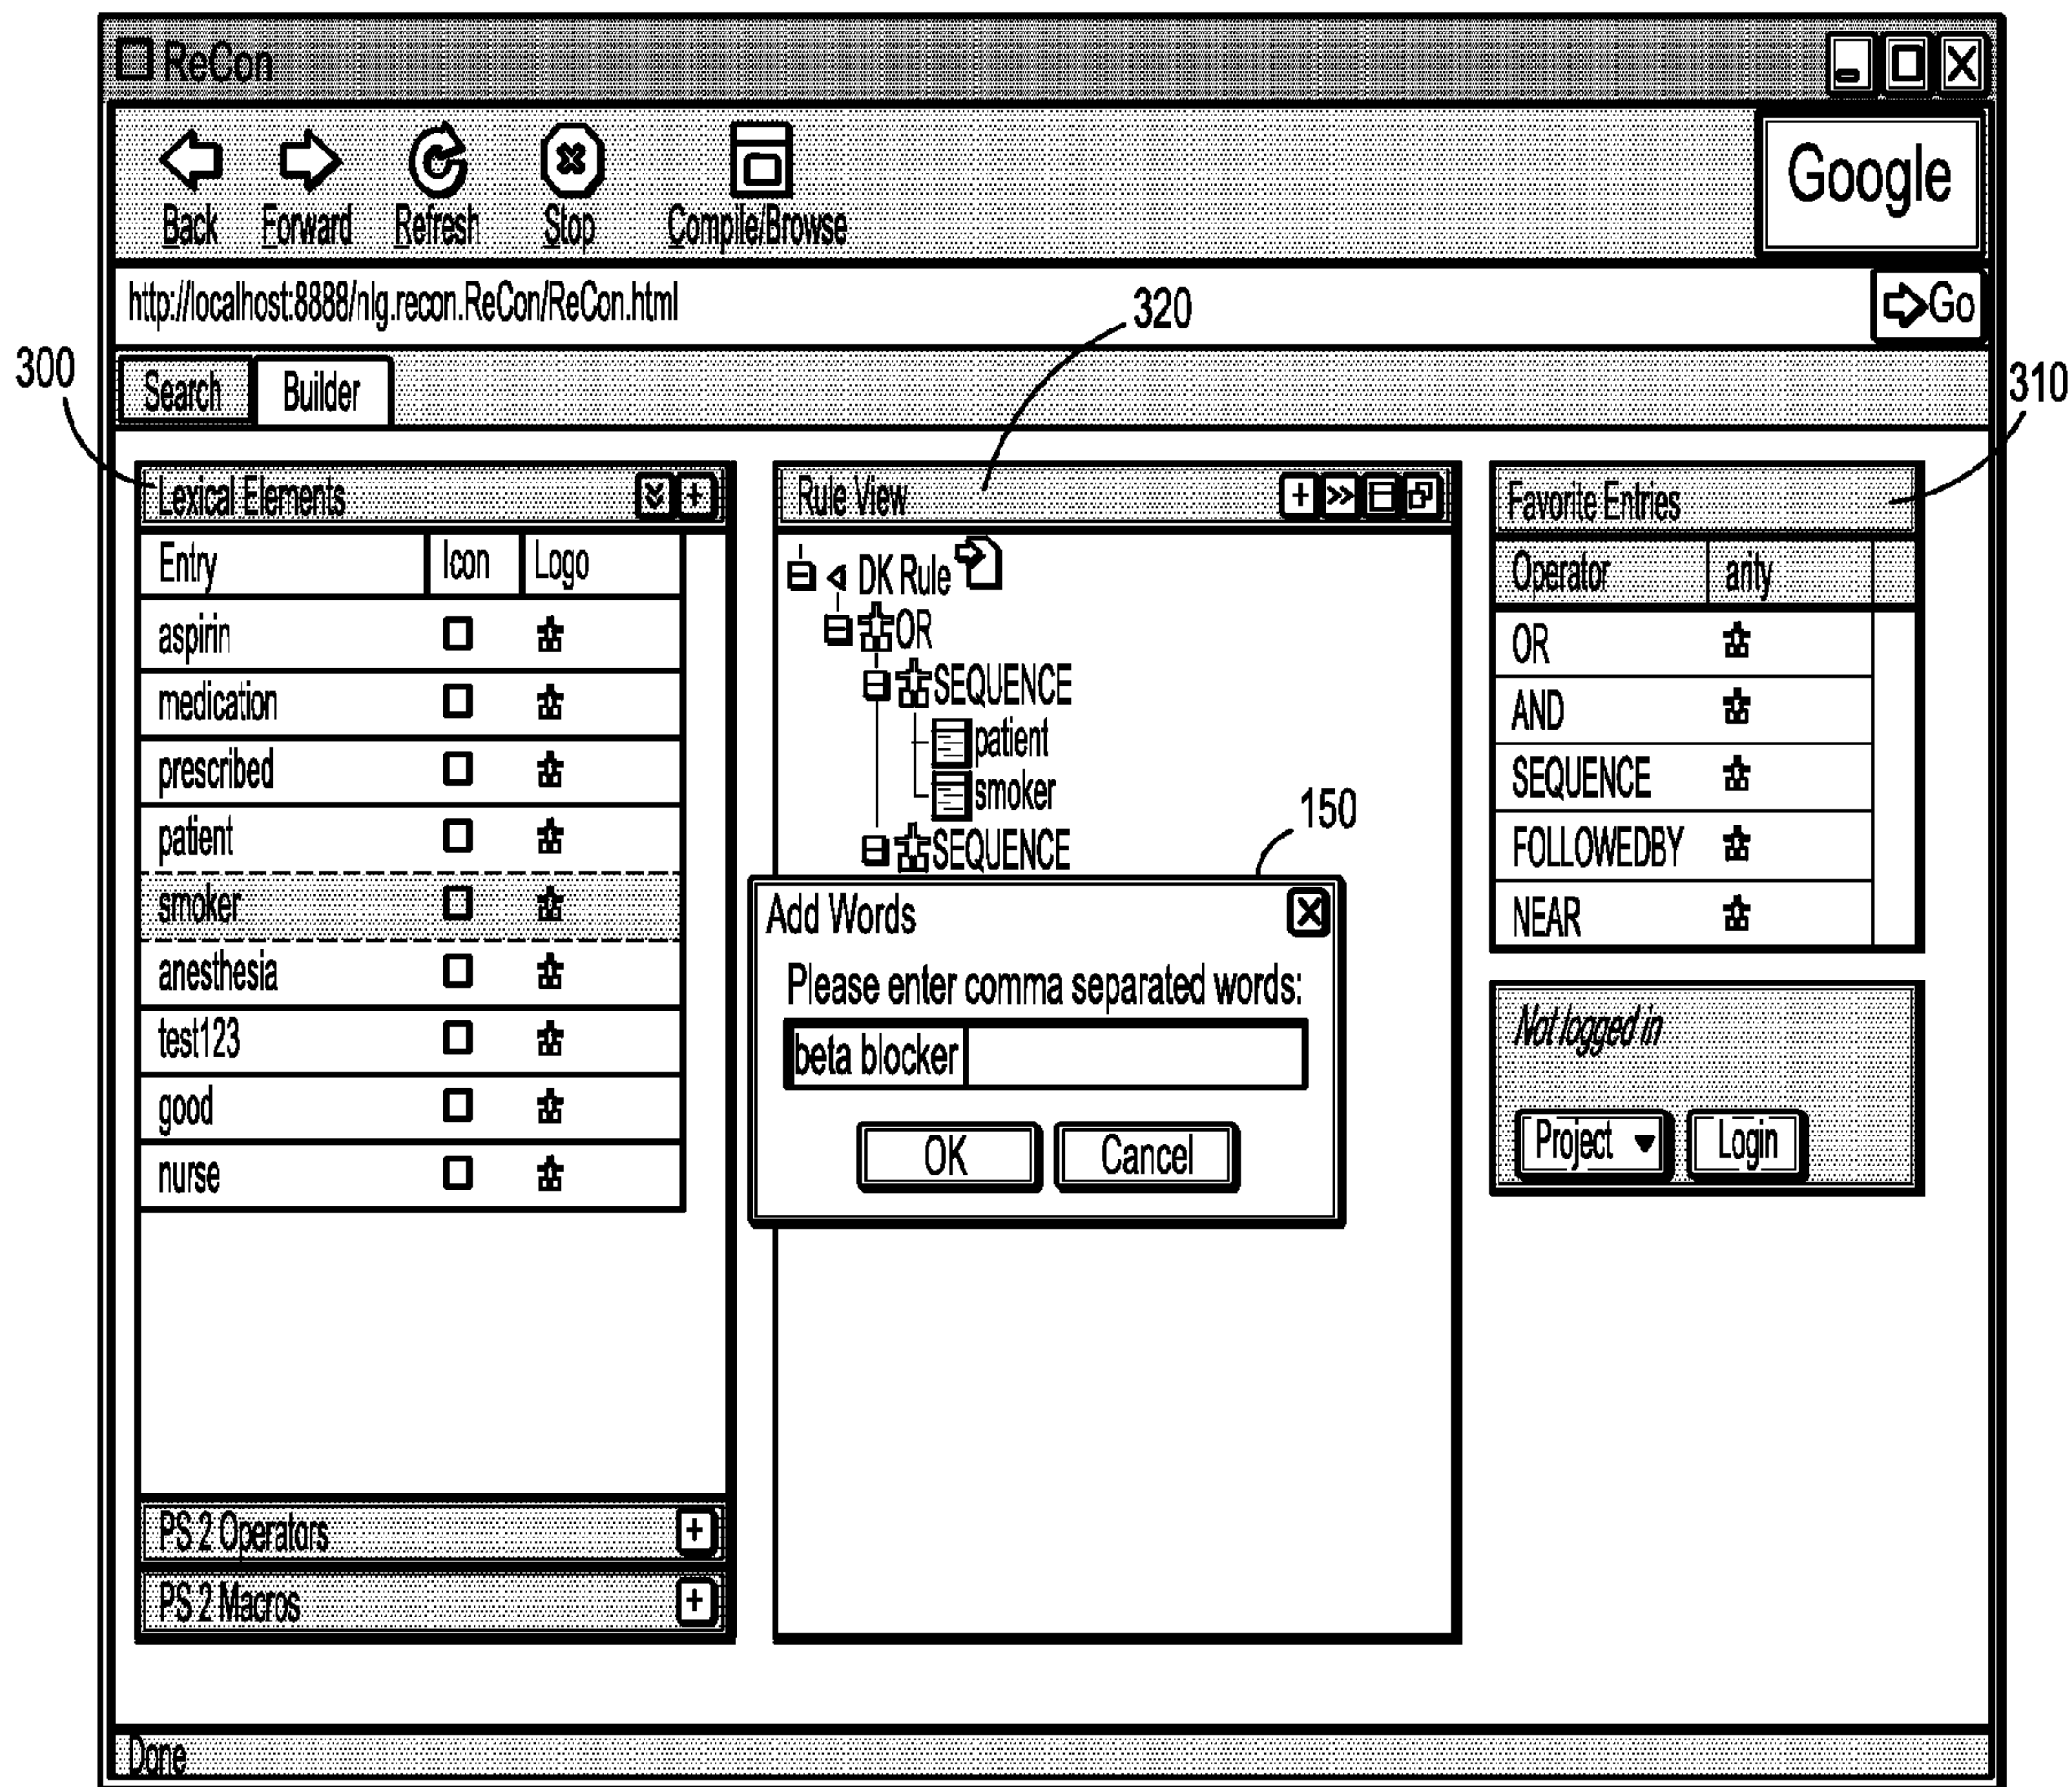 ReCon
Back Forward Refresh Stop Compile/Browse
Google
http://localhost:8888/nlg.recon.ReCon/ReCon.html
Go
320
300
310
Search Builder
Lexical Elements
Entry Icon Logo
aspirin
medication
prescribed
patient
smoker
anesthesia
test123
good
nurse
PS 2 Operators
PS 2 Macros
Rule View
DK Rule
OR
SEQUENCE
patient
smoker
SEQUENCE
150
Add Words
Please enter comma separated words:
beta blocker
OK Cancel
Favorite Entries
Operator arity
OR
AND
SEQUENCE
FOLLOWEDBY
NEAR
Not logged in
Project Login
Done